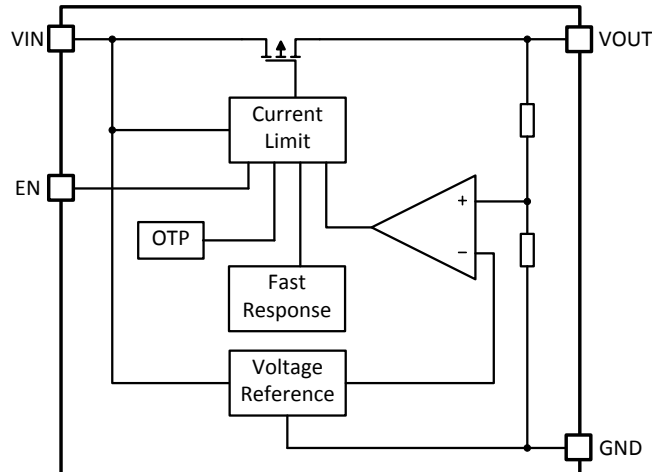 VIN
VOUT
Current
Limit
EN
+
OTP
−
Fast
Response
Voltage
Reference
GND